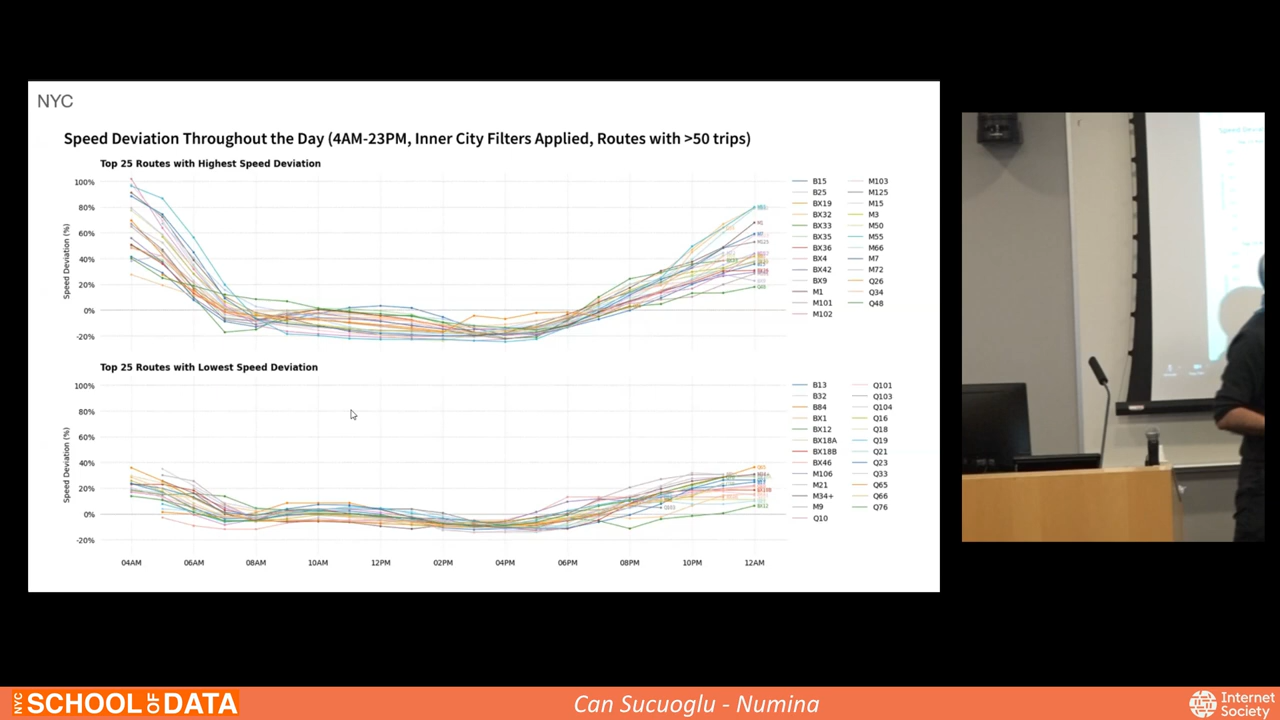 NYC
Speed Deviation Throughout the Day (4AM-23PM, Inner City Filters Applied, Routes with >50 trips)
Top 25 Routes with Highest Speed Deviation
Speed Deviation (%)
100%
80%
60%
40%
20%
0%
-20%
B15
B25
BX19
BX32
BX33
BX35
BX36
BX4
BX42
BX9
M1
M101
M102
M103
M125
M15
M3
M50
M55
M66
M7
M72
Q26
Q34
Q48
M1
M7
M125
Q48
Top 25 Routes with Lowest Speed Deviation
Speed Deviation (%)
100%
80%
60%
40%
20%
0%
-20%
B13
B32
B84
BX1
BX12
BX18A
BX18B
BX46
M106
M21
M34+
M9
Q10
Q101
Q103
Q104
Q16
Q18
Q19
Q21
Q23
Q33
Q65
Q66
Q76
BX12
04AM 06AM 08AM 10AM 12PM 02PM 04PM 06PM 08PM 10PM 12AM
NYC SCHOOL OF DATA
Can Sucuoglu - Numina
Internet
Society